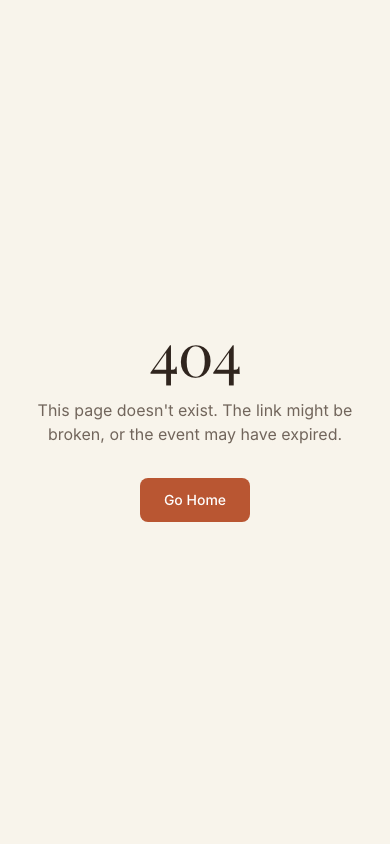 404
This page doesn't exist. The link might be
broken, or the event may have expired.
Go Home